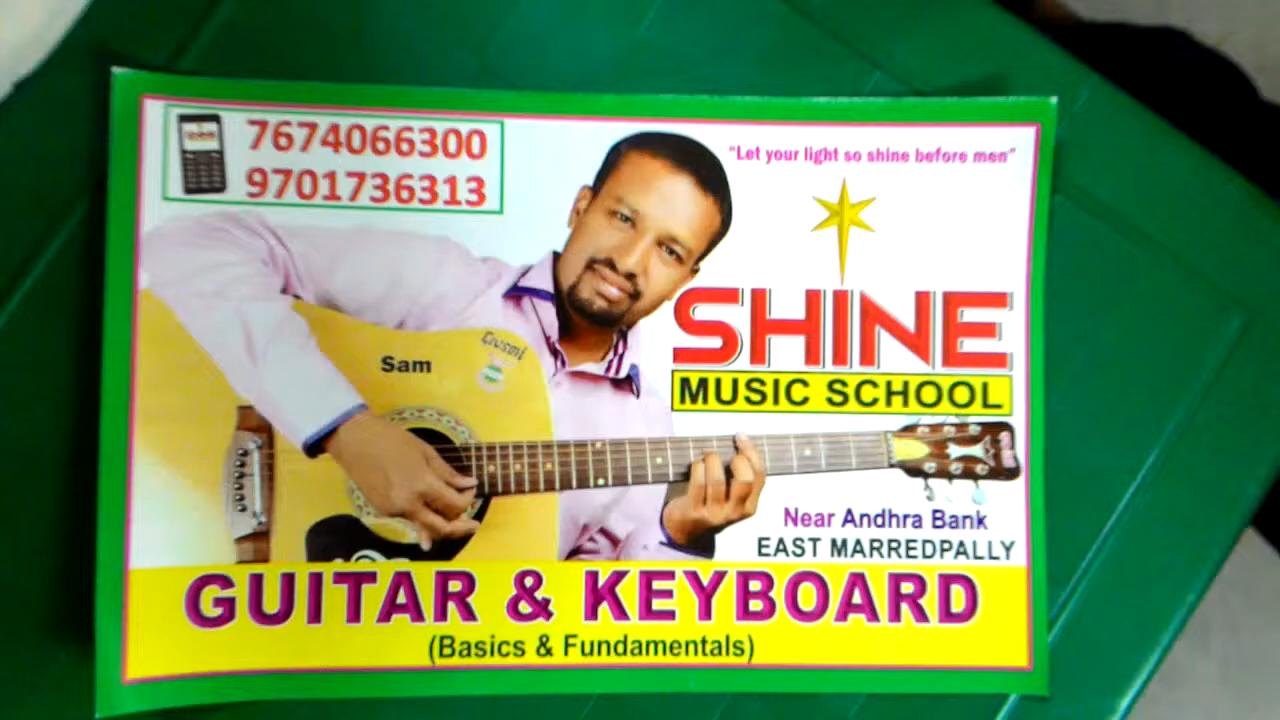 7674066300
9701736313
"Let your light so shine before men"
SHINE
MUSIC SCHOOL
Sam
Near Andhra Bank
EAST MARREDPALLY
GUITAR & KEYBOARD
(Basics & Fundamentals)